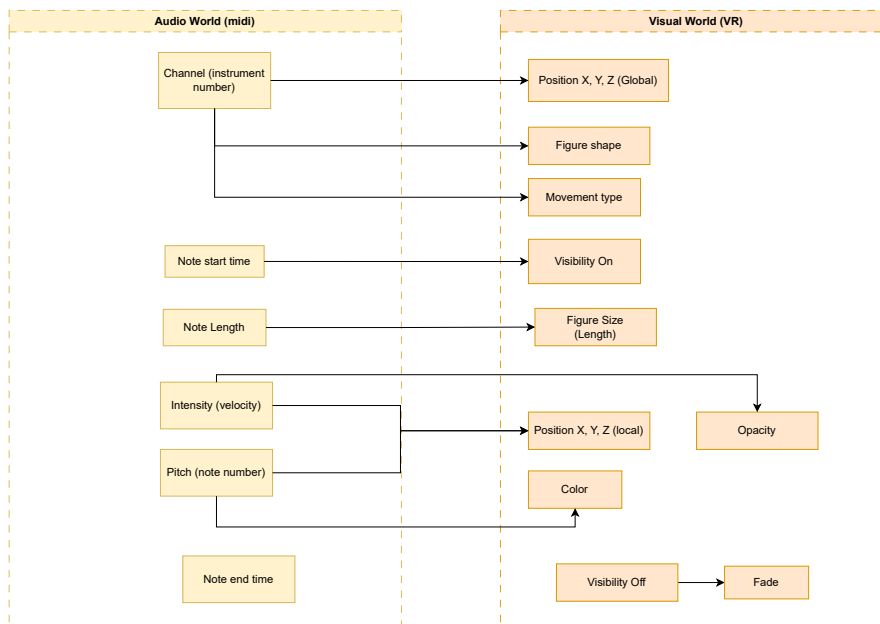 Audio World (midi)
Visual World (VR)
Channel (instrument
number)
Position X, Y, Z (Global)
Figure shape
Movement type
Note start time
Visibility On
Note Length
Figure Size
(Length)
Intensity (velocity)
Position X, Y, Z (local)
Opacity
Pitch (note number)
Color
Note end time
Visibility Off
Fade